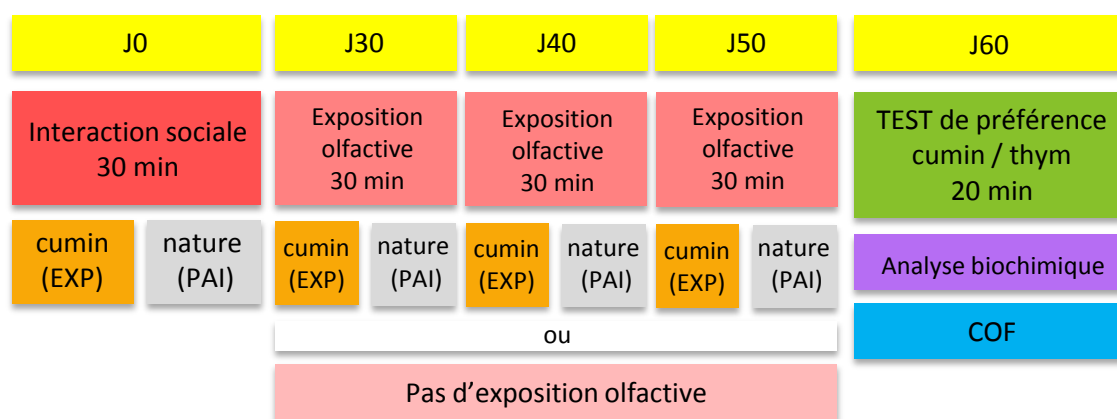 J0
J30
J40
J50
J60
Interaction sociale
30 min
Exposition
olfactive
30 min
Exposition
olfactive
30 min
Exposition
olfactive
30 min
TEST de préférence
cumin / thym
20 min
cumin
(EXP)
nature
(PAI)
cumin
(EXP)
nature
(PAI)
cumin
(EXP)
nature
(PAI)
cumin
(EXP)
nature
(PAI)
Analyse biochimique
ou
COF
Pas d'exposition olfactive